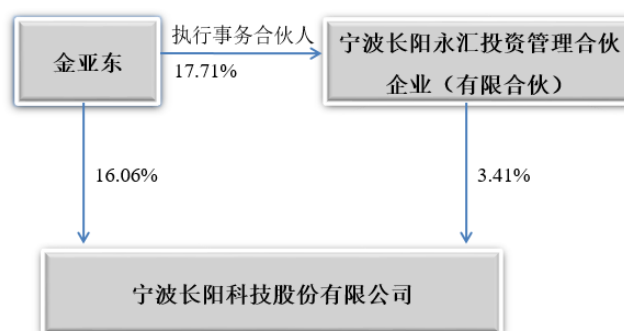 执行事务合伙人
金亚东
17.71%
宁波长阳永汇投资管理合伙
企业（有限合伙）
16.06%
3.41%
宁波长阳科技股份有限公司